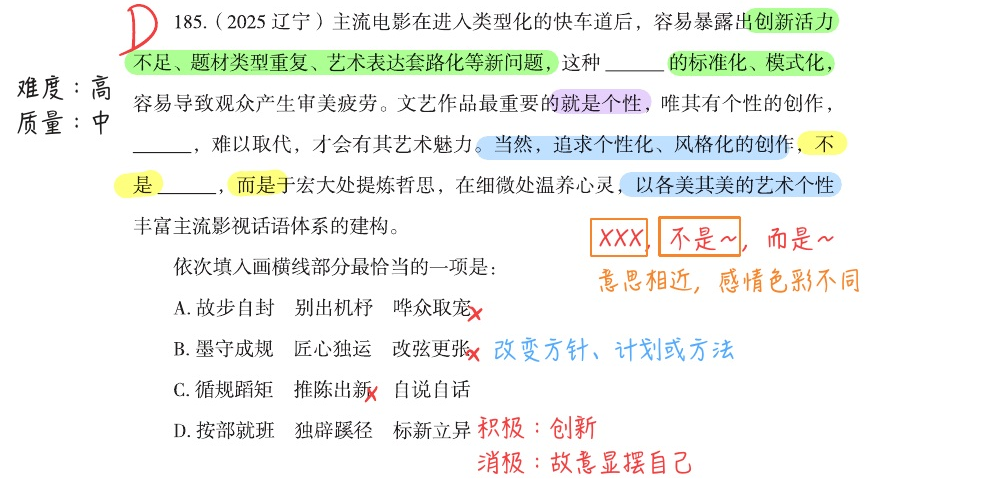 D 185.（2025 辽宁）主流电影在进入类型化的快车道后，容易暴露出创新活力
不足、题材类型重复、艺术表达套路化等新问题，这种 ______ 的标准化、模式化，
难度：高
容易导致观众产生审美疲劳。文艺作品最重要的就是个性，唯其有个性的创作，
质量：中
______，难以取代，才会有其艺术魅力。当然，追求个性化、风格化的创作，不
是 ______，而是于宏大处提炼哲思，在细微处温养心灵，以各美其美的艺术个性
丰富主流影视话语体系的建构。
XXX，不是～，而是～
依次填入画横线部分最恰当的一项是：
意思相近，感情色彩不同
A. 故步自封 别出机杼 哗众取宠×
B. 墨守成规 匠心独运 改弦更张× 改变方针、计划或方法
C. 循规蹈矩 推陈出新× 自说自话
D. 按部就班 独辟蹊径 标新立异 积极：创新
消极：故意显摆自己